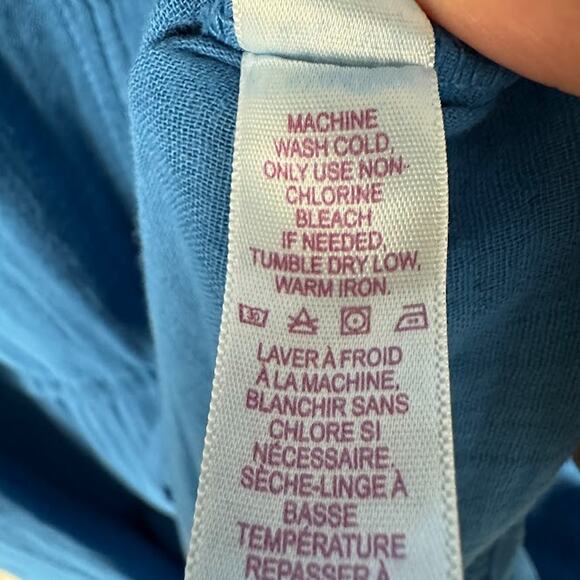 MACHINE
WASH COLD,
ONLY USE NON-
CHLORINE
BLEACH
IF NEEDED,
TUMBLE DRY LOW,
WARM IRON.
LAVER À FROID
À LA MACHINE,
BLANCHIR SANS
CHLORE SI
NÉCESSAIRE,
SÈCHE-LINGE À
BASSE
TEMPÉRATURE
REPASSER À